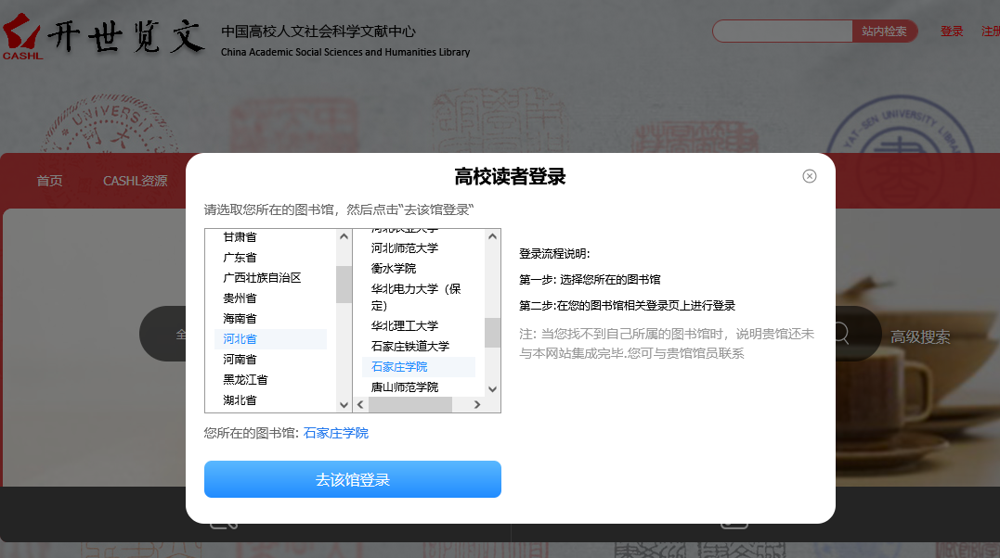 开世览文
CASHL
中国高校人文社会科学文献中心
China Academic Social Sciences and Humanities Library
站内检索
登录
UNIVERSITY
YAT-SEN UNIVERSITY LIBRARY
首页
CASHL资源
高校读者登录
请选取您所在的图书馆，然后点击“去该馆登录”
甘肃省
广东省
广西壮族自治区
贵州省
海南省
河北省
河南省
黑龙江省
湖北省
河北农业大学
河北师范大学
衡水学院
华北电力大学（保
定）
华北理工大学
石家庄铁道大学
石家庄学院
唐山师范学院
登录流程说明:
第一步: 选择您所在的图书馆
第二步:在您的图书馆相关登录页上进行登录
注: 当您找不到自己所属的图书馆时，说明贵馆还未
与本网站集成完毕.您可与贵馆馆员联系
全
高级搜索
您所在的图书馆: 石家庄学院
去该馆登录